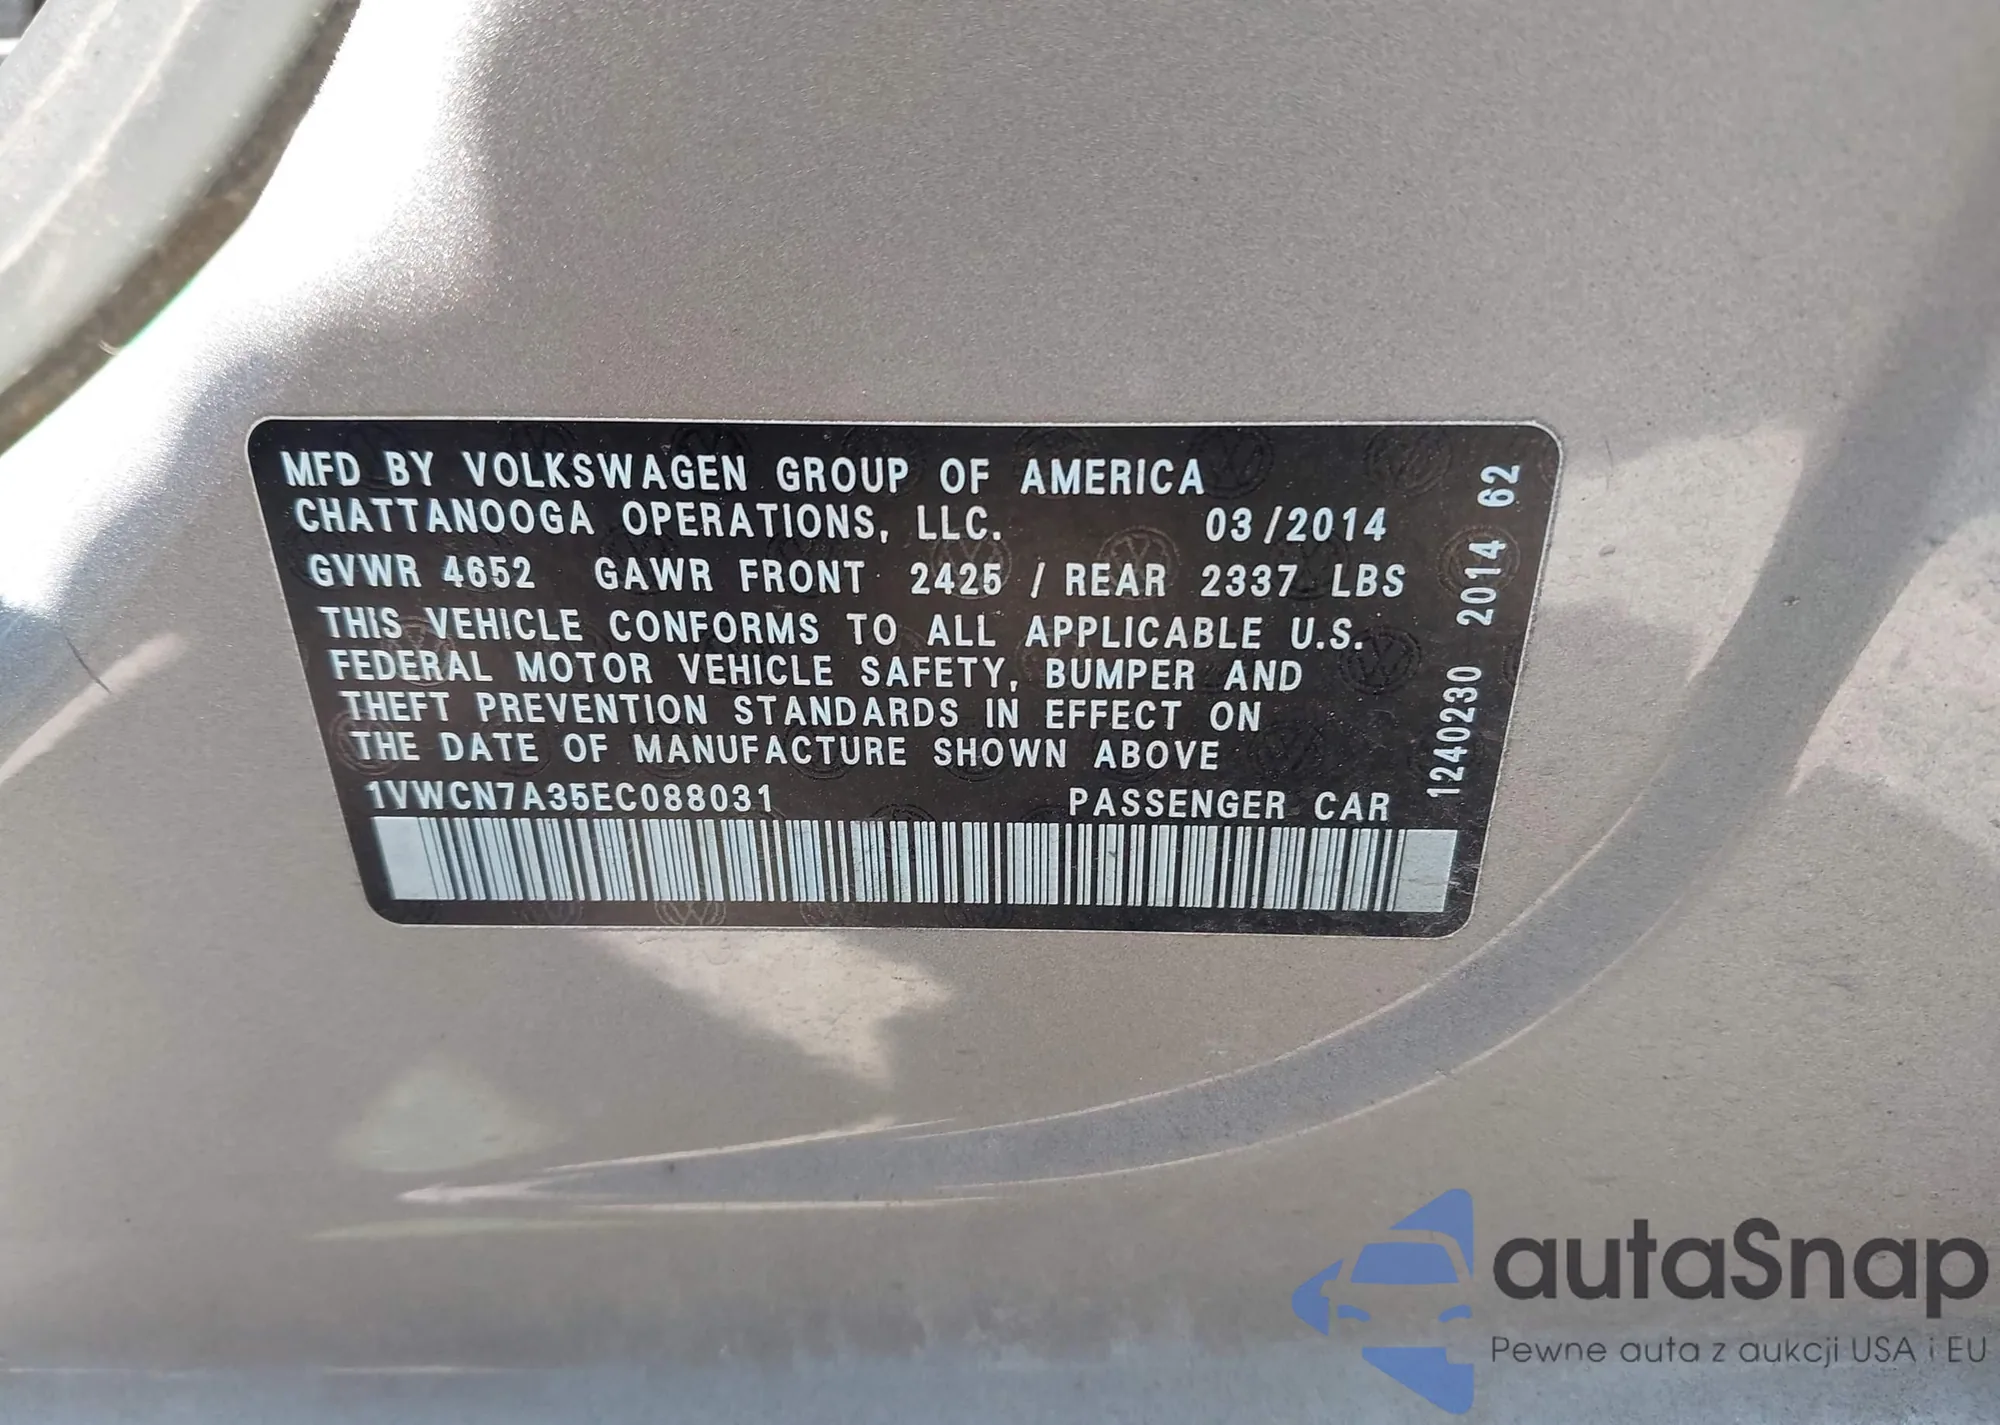 MFD BY VOLKSWAGEN GROUP OF AMERICA
CHATTANOOGA OPERATIONS, LLC. 03/2014
GVWR 4652 GAWR FRONT 2425 / REAR 2337 LBS
THIS VEHICLE CONFORMS TO ALL APPLICABLE U.S.
FEDERAL MOTOR VEHICLE SAFETY, BUMPER AND
THEFT PREVENTION STANDARDS IN EFFECT ON
THE DATE OF MANUFACTURE SHOWN ABOVE
1VWCN7A35EC088031 PASSENGER CAR
1240230 2014 62
autaSnap
Pewne auta z aukcji USA i EU